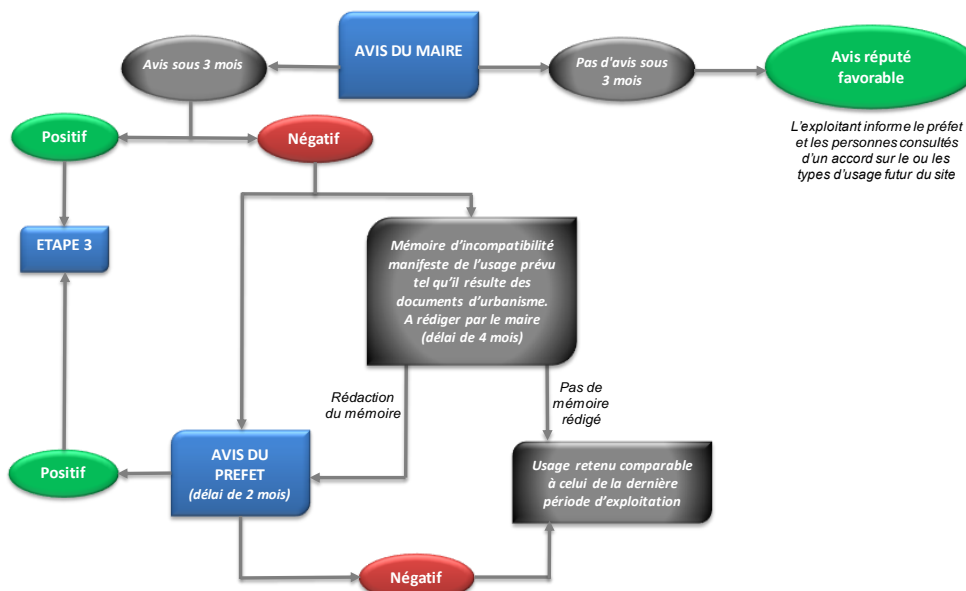 AVIS DU MAIRE
Avis sous 3 mois
Pas d'avis sous
3 mois
Avis réputé
favorable
L'exploitant informe le préfet
et les personnes consultés
d'un accord sur le ou les
types d'usage futur du site
Positif
Négatif
ETAPE 3
Mémoire d'incompatibilité
manifeste de l'usage prévu
tel qu'il résulte des
documents d'urbanisme.
A rédiger par le maire
(délai de 4 mois)
Rédaction
du mémoire
Pas de
mémoire
rédigé
Positif
AVIS DU
PREFET
(délai de 2 mois)
Usage retenu comparable
à celui de la dernière
période d'exploitation
Négatif